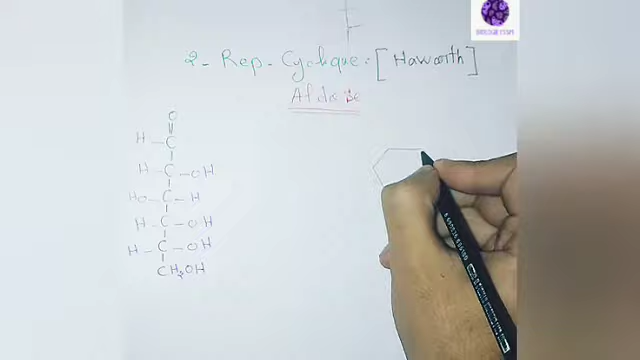 2- Rep- Cyclique: [Haworth]
Aldose
O
H - C
H - C - OH
HO - C - H
H - C - OH
H - C - OH
CH2OH